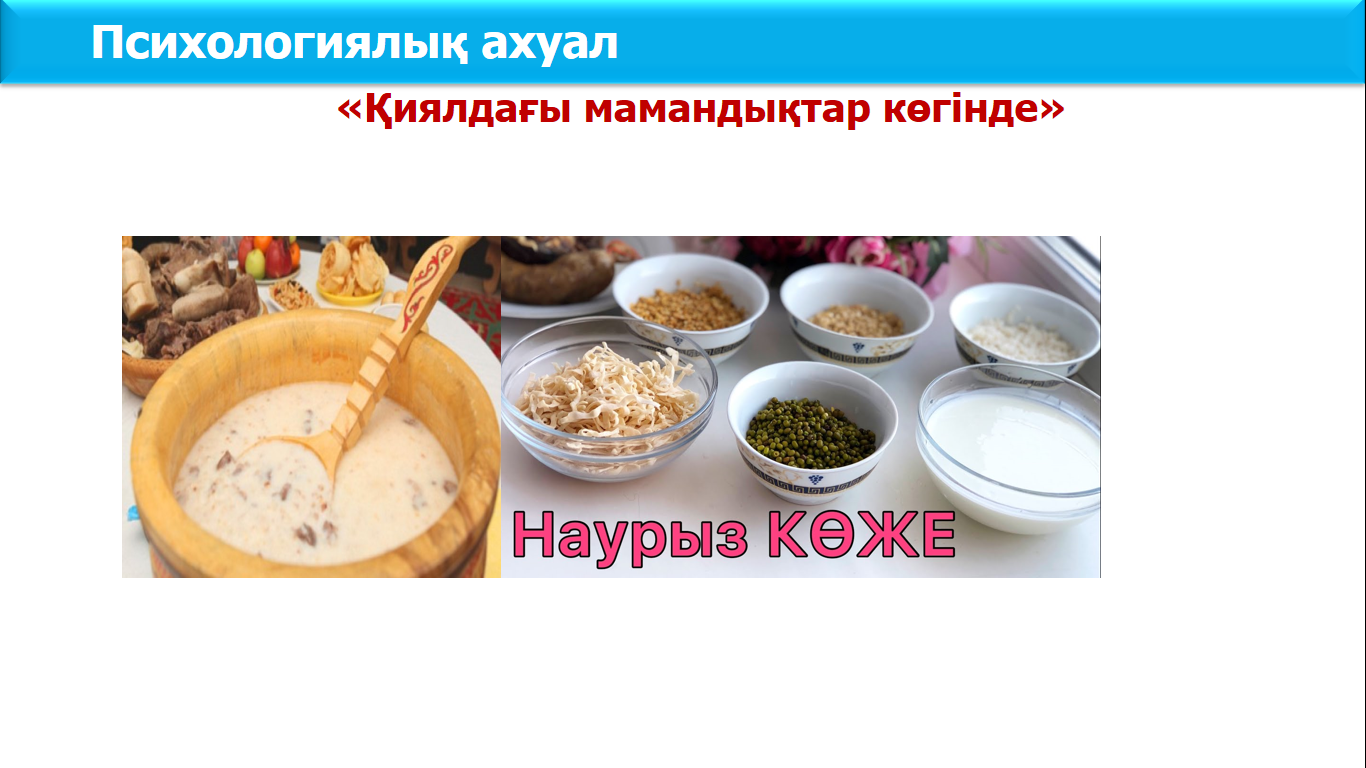 Психологиялық ахуал
«Қиялдағы мамандықтар көгінде»
Наурыз КӨЖЕ